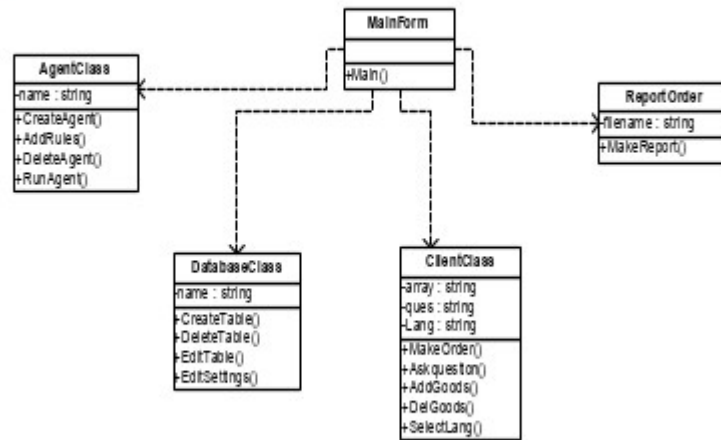 MainForm
+Main()
AgentClass
-name : string
+CreateAgent()
+AddRules()
+DeleteAgent()
+RunAgent()
ReportOrder
-filename : string
+MakeReport()
DatabaseClass
-name : string
+CreateTable()
+DeleteTable()
+EditTable()
+EditSettings()
ClientClass
-array : string
-ques : string
-Lang : string
+MakeOrder()
+Askquestion()
+AddGoods()
+DelGoods()
+SelectLang()